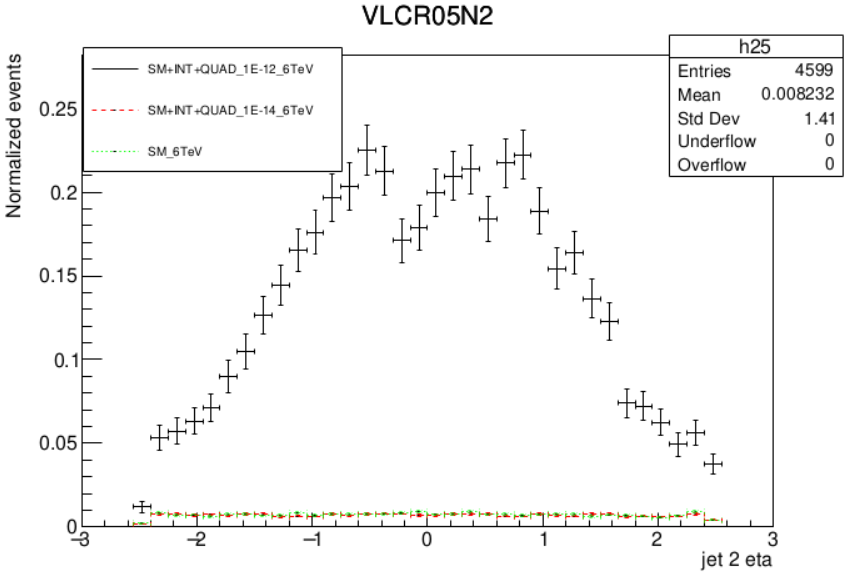 VLCR05N2
SM+INT+QUAD_1E-12_6TeV
SM+INT+QUAD_1E-14_6TeV
SM_6TeV
h25
Entries 4599
Mean 0.008232
Std Dev 1.41
Underflow 0
Overflow 0
Normalized events
0.25
0.2
0.15
0.1
0.05
0
−3 −2 −1 0 1 2 3
jet 2 eta